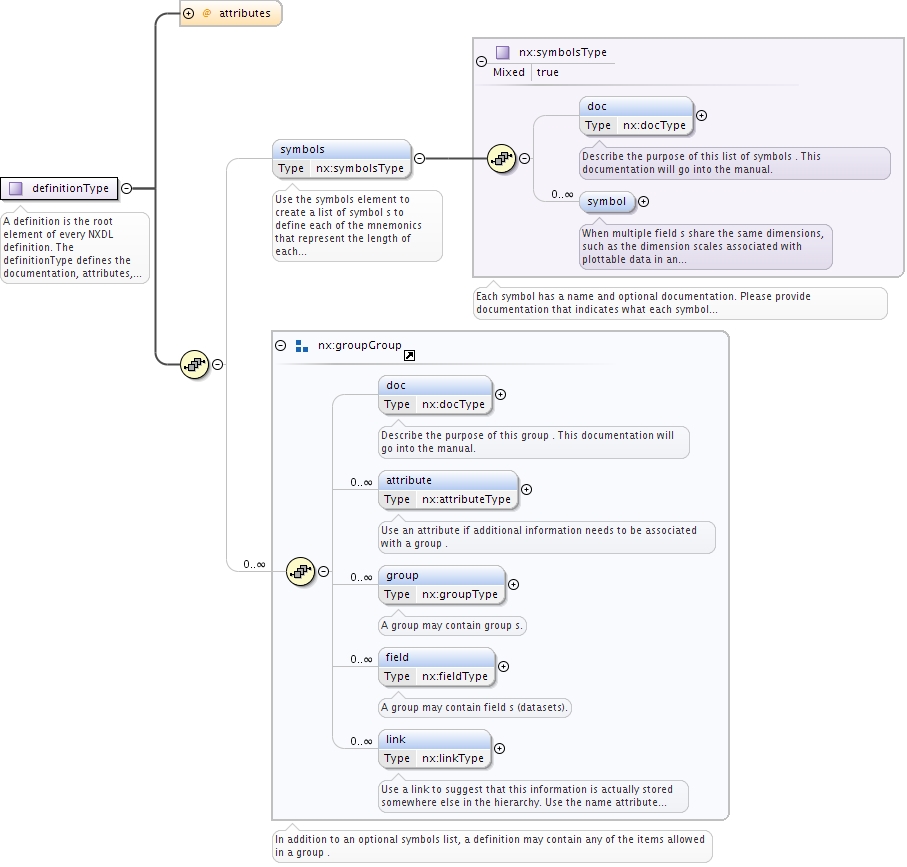 @ attributes
definitionType
A definition is the root
element of every NXDL
definition. The
definitionType defines the
documentation, attributes,...
symbols
Type nx:symbolsType
Use the symbols element to
create a list of symbol s to
define each of the mnemonics
that represent the length of
each...
nx:symbolsType
Mixed true
doc
Type nx:docType
Describe the purpose of this list of symbols . This
documentation will go into the manual.
0..∞
symbol
When multiple field s share the same dimensions,
such as the dimension scales associated with
plottable data in an...
Each symbol has a name and optional documentation. Please provide
documentation that indicates what each symbol...
0..∞
nx:groupGroup
doc
Type nx:docType
Describe the purpose of this group . This documentation will
go into the manual.
0..∞
attribute
Type nx:attributeType
Use an attribute if additional information needs to be associated
with a group .
0..∞
group
Type nx:groupType
A group may contain group s.
0..∞
field
Type nx:fieldType
A group may contain field s (datasets).
0..∞
link
Type nx:linkType
Use a link to suggest that this information is actually stored
somewhere else in the hierarchy. Use the name attribute...
In addition to an optional symbols list, a definition may contain any of the items allowed
in a group .